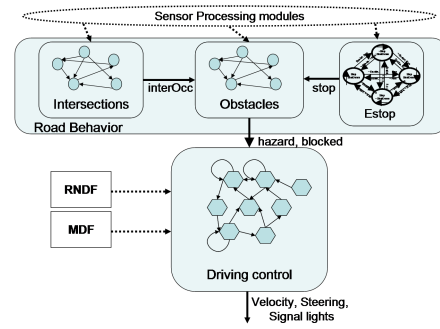 Sensor Processing modules
Intersections
interOcc
Obstacles
stop
Estop
Road Behavior
hazard, blocked
RNDF
MDF
Driving control
Velocity, Steering,
Signal lights